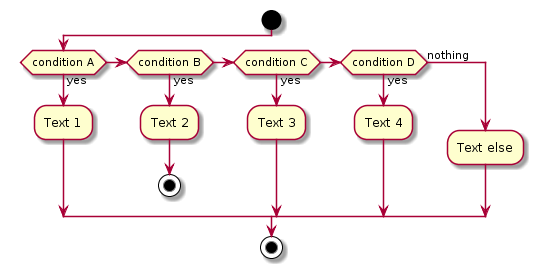 nothing
condition A
condition B
condition C
condition D
yes
yes
yes
yes
Text 1
Text 2
Text 3
Text 4
Text else